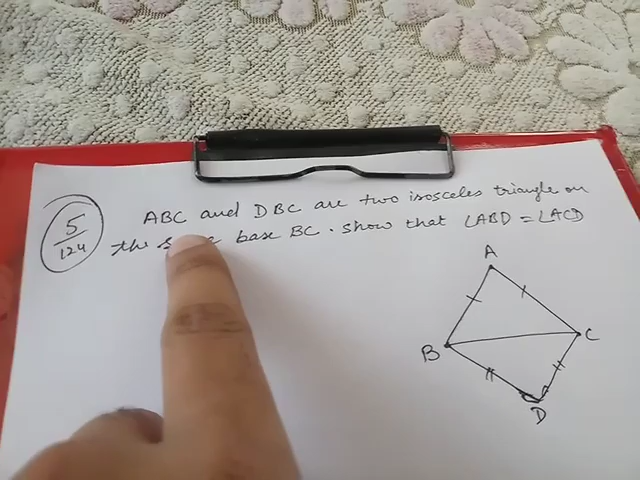 5
124
ABC and DBC are two isosceles triangle on
the base BC. show that ∠ABD = ∠ACD
A
B
C
D